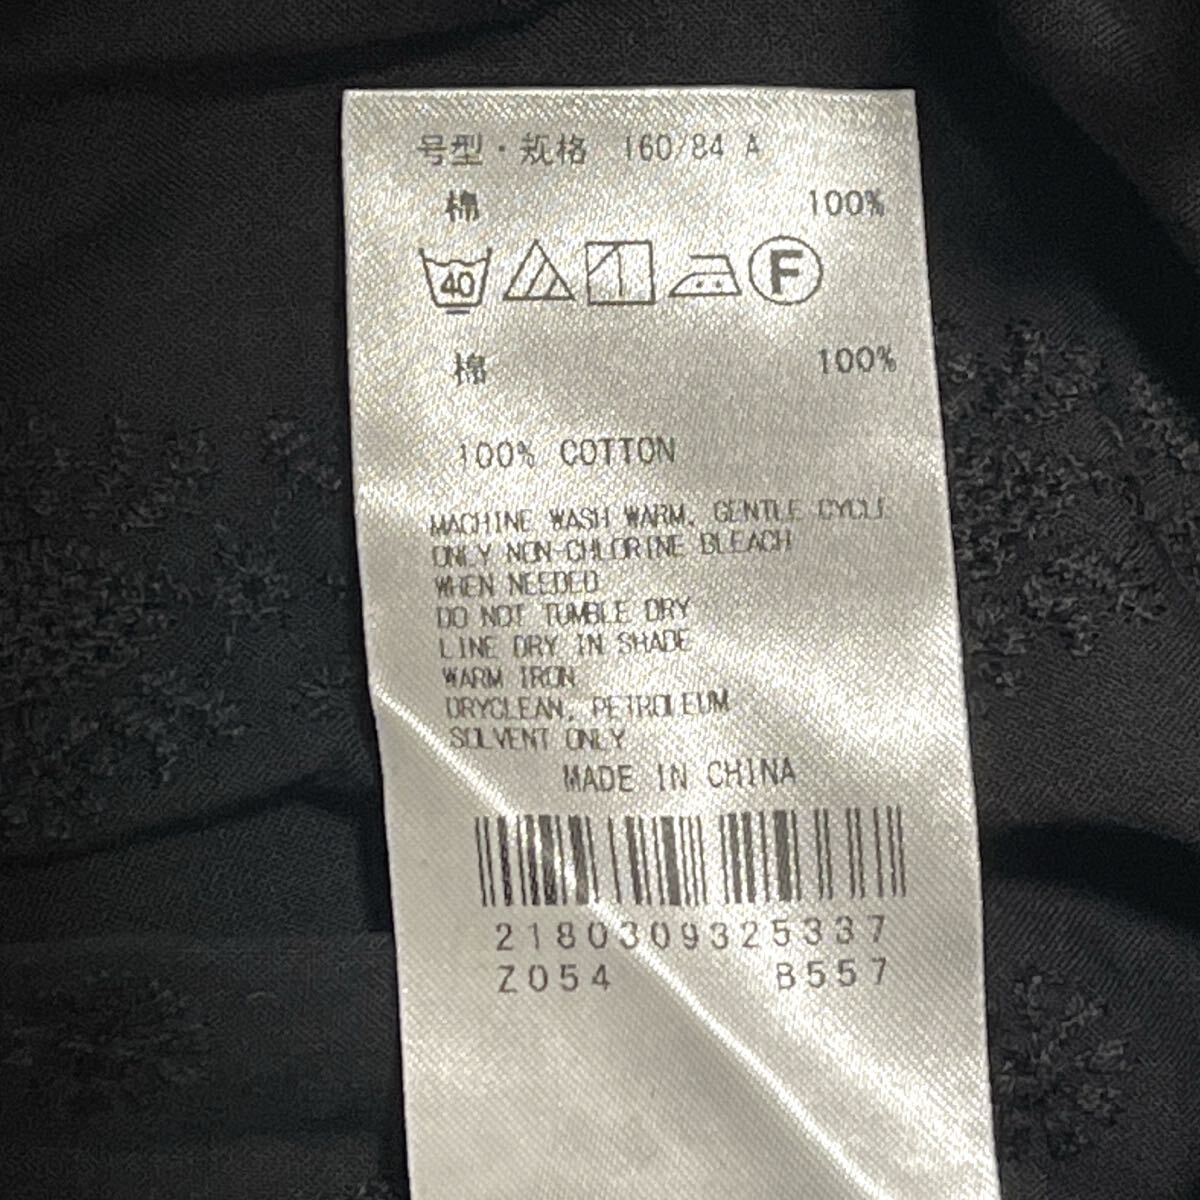 号型・规格 160/84 A
棉 100%
40 F
棉 100%
100% COTTON
MACHINE WASH WARM, GENTLE CYCLE
ONLY NON-CHLORINE BLEACH
WHEN NEEDED
DO NOT TUMBLE DRY
LINE DRY IN SHADE
WARM IRON
DRYCLEAN, PETROLEUM
SOLVENT ONLY
MADE IN CHINA
2180309325337
Z054 B557